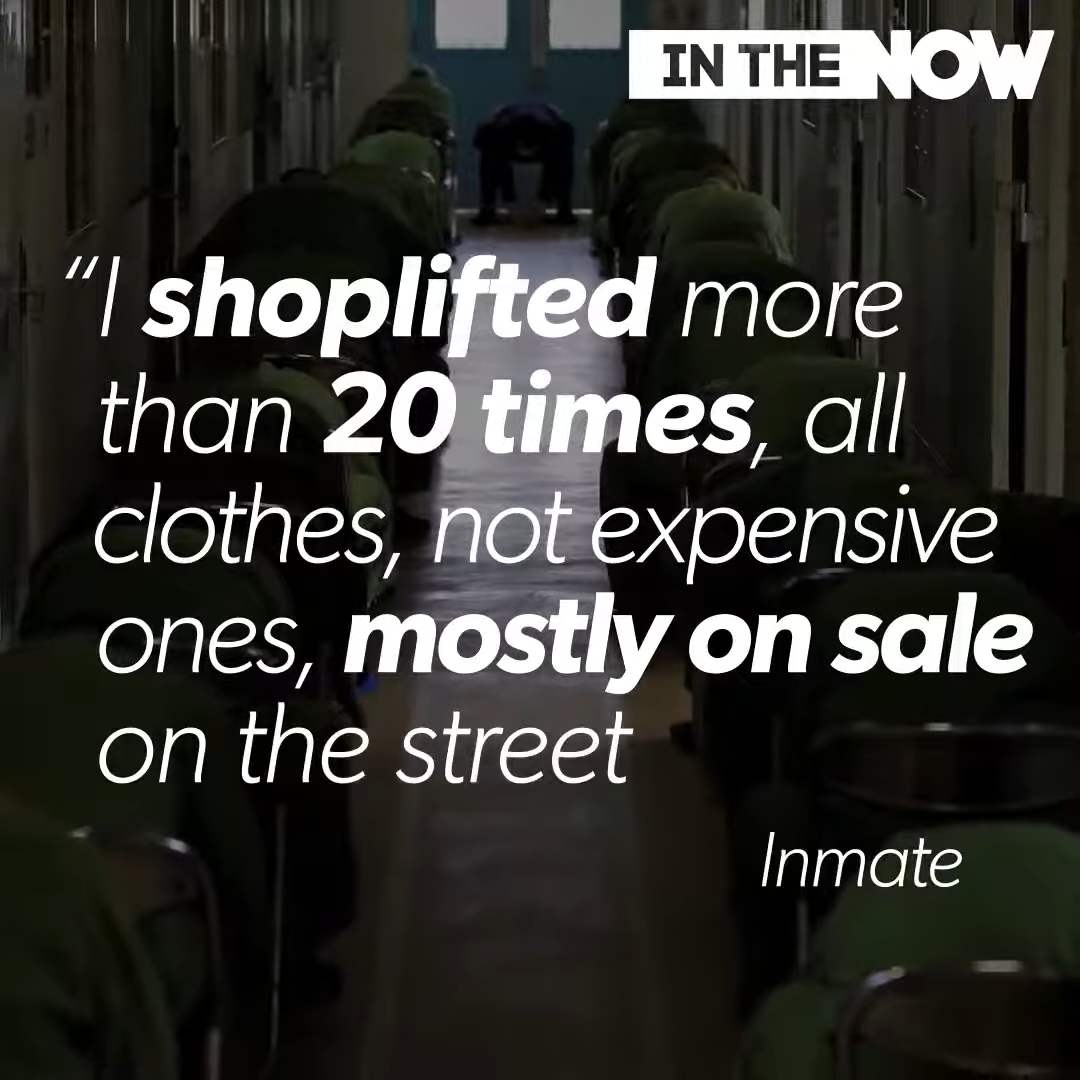 IN THE NOW
“I shoplifted more
than 20 times, all
clothes, not expensive
ones, mostly on sale
on the street
Inmate